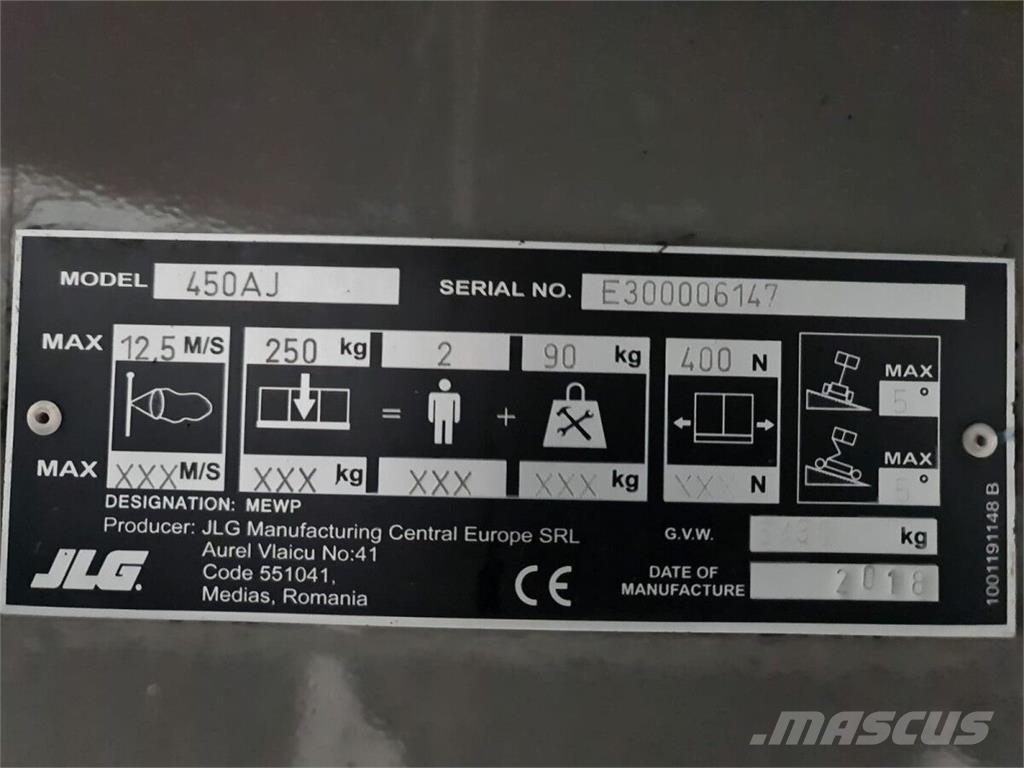 MODEL 450AJ SERIAL NO. E300006147
MAX 12,5 M/S 250 kg 2 90 kg 400 N
MAX 5°
= +
MAX XXX M/S XXX kg XXX XXX kg XXX N
MAX 5°
DESIGNATION: MEWP
Producer: JLG Manufacturing Central Europe SRL
Aurel Vlaicu No:41
Code 551041,
Medias, Romania
JLG.
CE
G.V.W. kg
DATE OF
MANUFACTURE 2018
1001191148 B
MASCUS